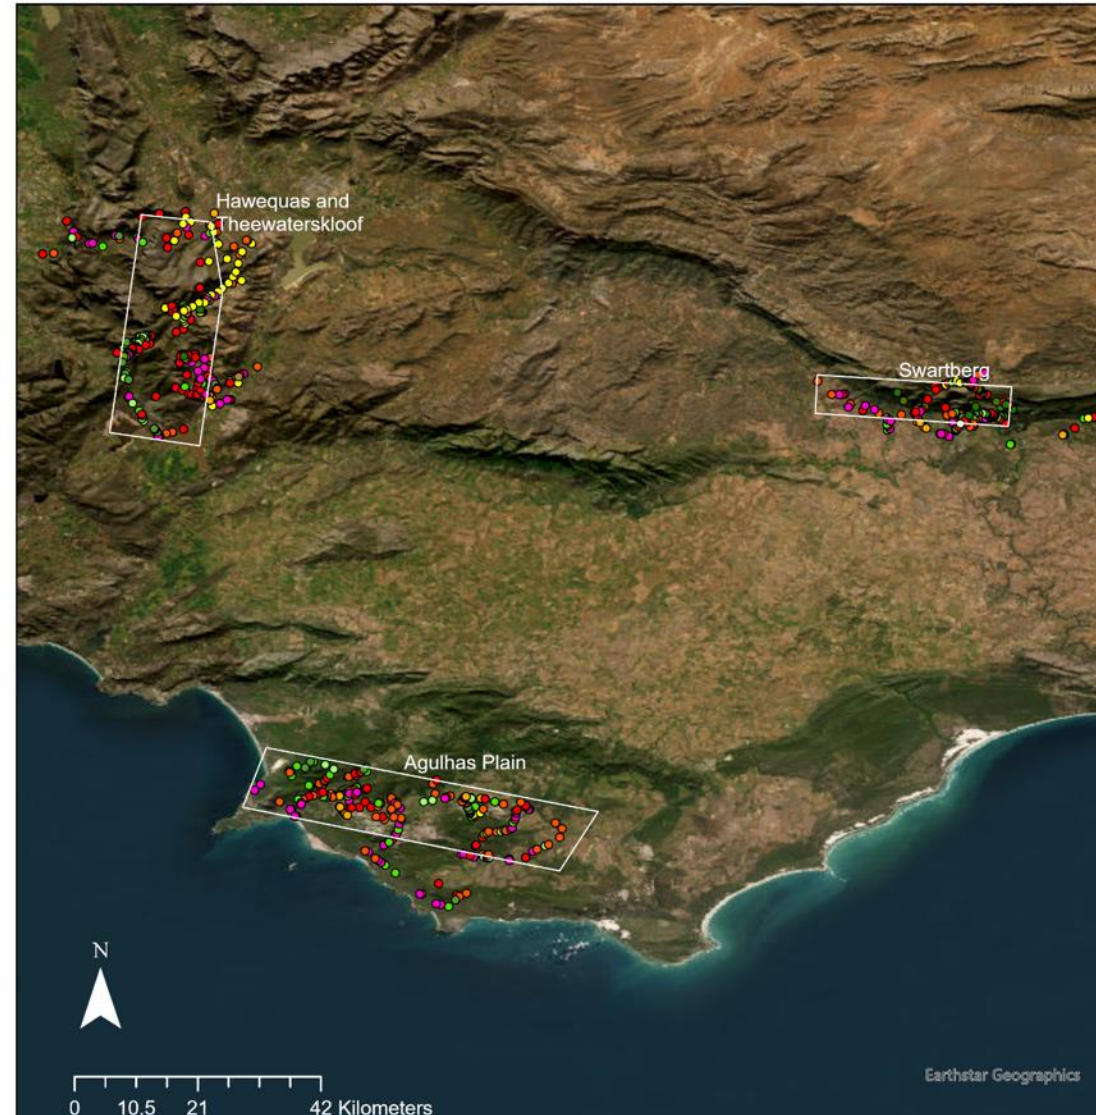 Hawequas and
Theewaterskloof
Swartberg
Agulhas Plain
N
Earthstar Geographics
0 10.5 21 42 Kilometers